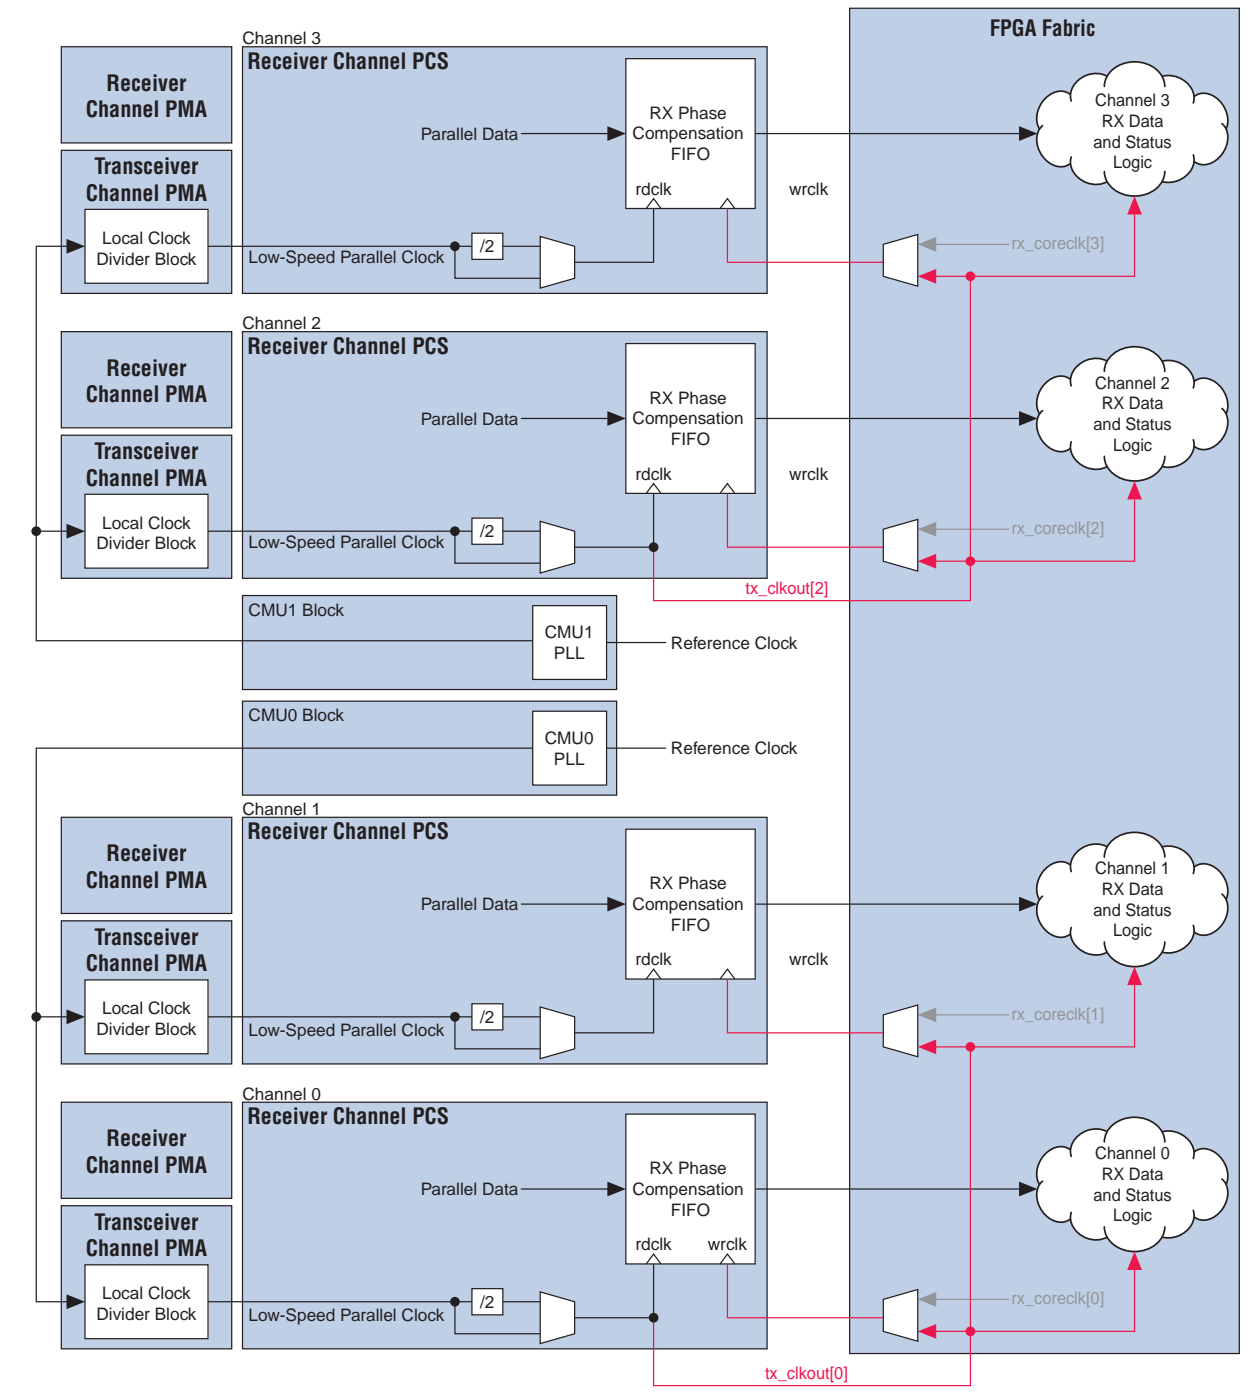 FPGA Fabric
Channel 3
Receiver Channel PCS
Receiver
Channel PMA
Transceiver
Channel PMA
Local Clock
Divider Block
Parallel Data
RX Phase
Compensation
FIFO
rdclk
wrclk
Low-Speed Parallel Clock
/2
rx_coreclk[3]
Channel 3
RX Data
and Status
Logic
Channel 2
Receiver Channel PCS
Receiver
Channel PMA
Transceiver
Channel PMA
Local Clock
Divider Block
Parallel Data
RX Phase
Compensation
FIFO
rdclk
wrclk
Low-Speed Parallel Clock
/2
rx_coreclk[2]
Channel 2
RX Data
and Status
Logic
tx_clkout[2]
CMU1 Block
CMU1
PLL
Reference Clock
CMU0 Block
CMU0
PLL
Reference Clock
Channel 1
Receiver Channel PCS
Receiver
Channel PMA
Transceiver
Channel PMA
Local Clock
Divider Block
Parallel Data
RX Phase
Compensation
FIFO
rdclk
wrclk
Low-Speed Parallel Clock
/2
rx_coreclk[1]
Channel 1
RX Data
and Status
Logic
Channel 0
Receiver Channel PCS
Receiver
Channel PMA
Transceiver
Channel PMA
Local Clock
Divider Block
Parallel Data
RX Phase
Compensation
FIFO
rdclk
wrclk
Low-Speed Parallel Clock
/2
rx_coreclk[0]
Channel 0
RX Data
and Status
Logic
tx_clkout[0]